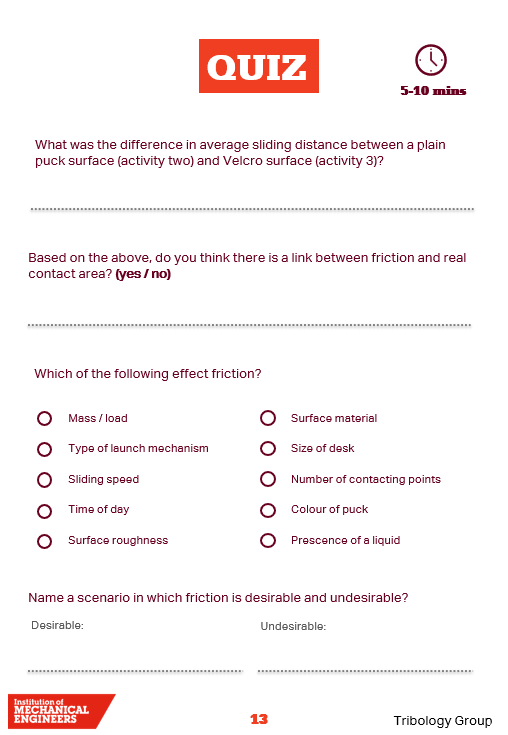 QUIZ
5-10 mins
What was the difference in average sliding distance between a plain
puck surface (activity two) and Velcro surface (activity 3)?
Based on the above, do you think there is a link between friction and real
contact area? (yes / no)
Which of the following effect friction?
Mass / load
Surface material
Type of launch mechanism
Size of desk
Sliding speed
Number of contacting points
Time of day
Colour of puck
Surface roughness
Prescence of a liquid
Name a scenario in which friction is desirable and undesirable?
Desirable:
Undesirable:
Institution of
MECHANICAL
ENGINEERS
13
Tribology Group